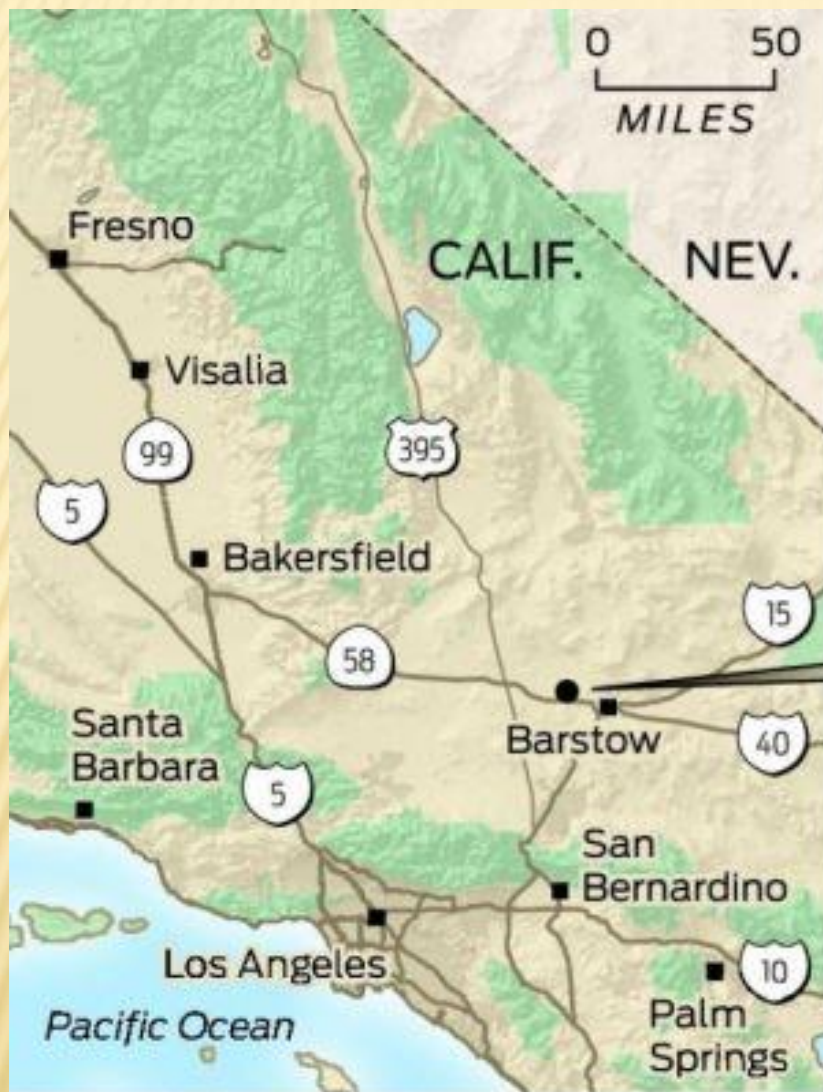 0 50
MILES
Fresno
CALIF. NEV.
Visalia
99
395
5
Bakersfield
15
58
Santa
Barbara
Barstow
40
5
San
Bernardino
Los Angeles
10
Pacific Ocean
Palm
Springs